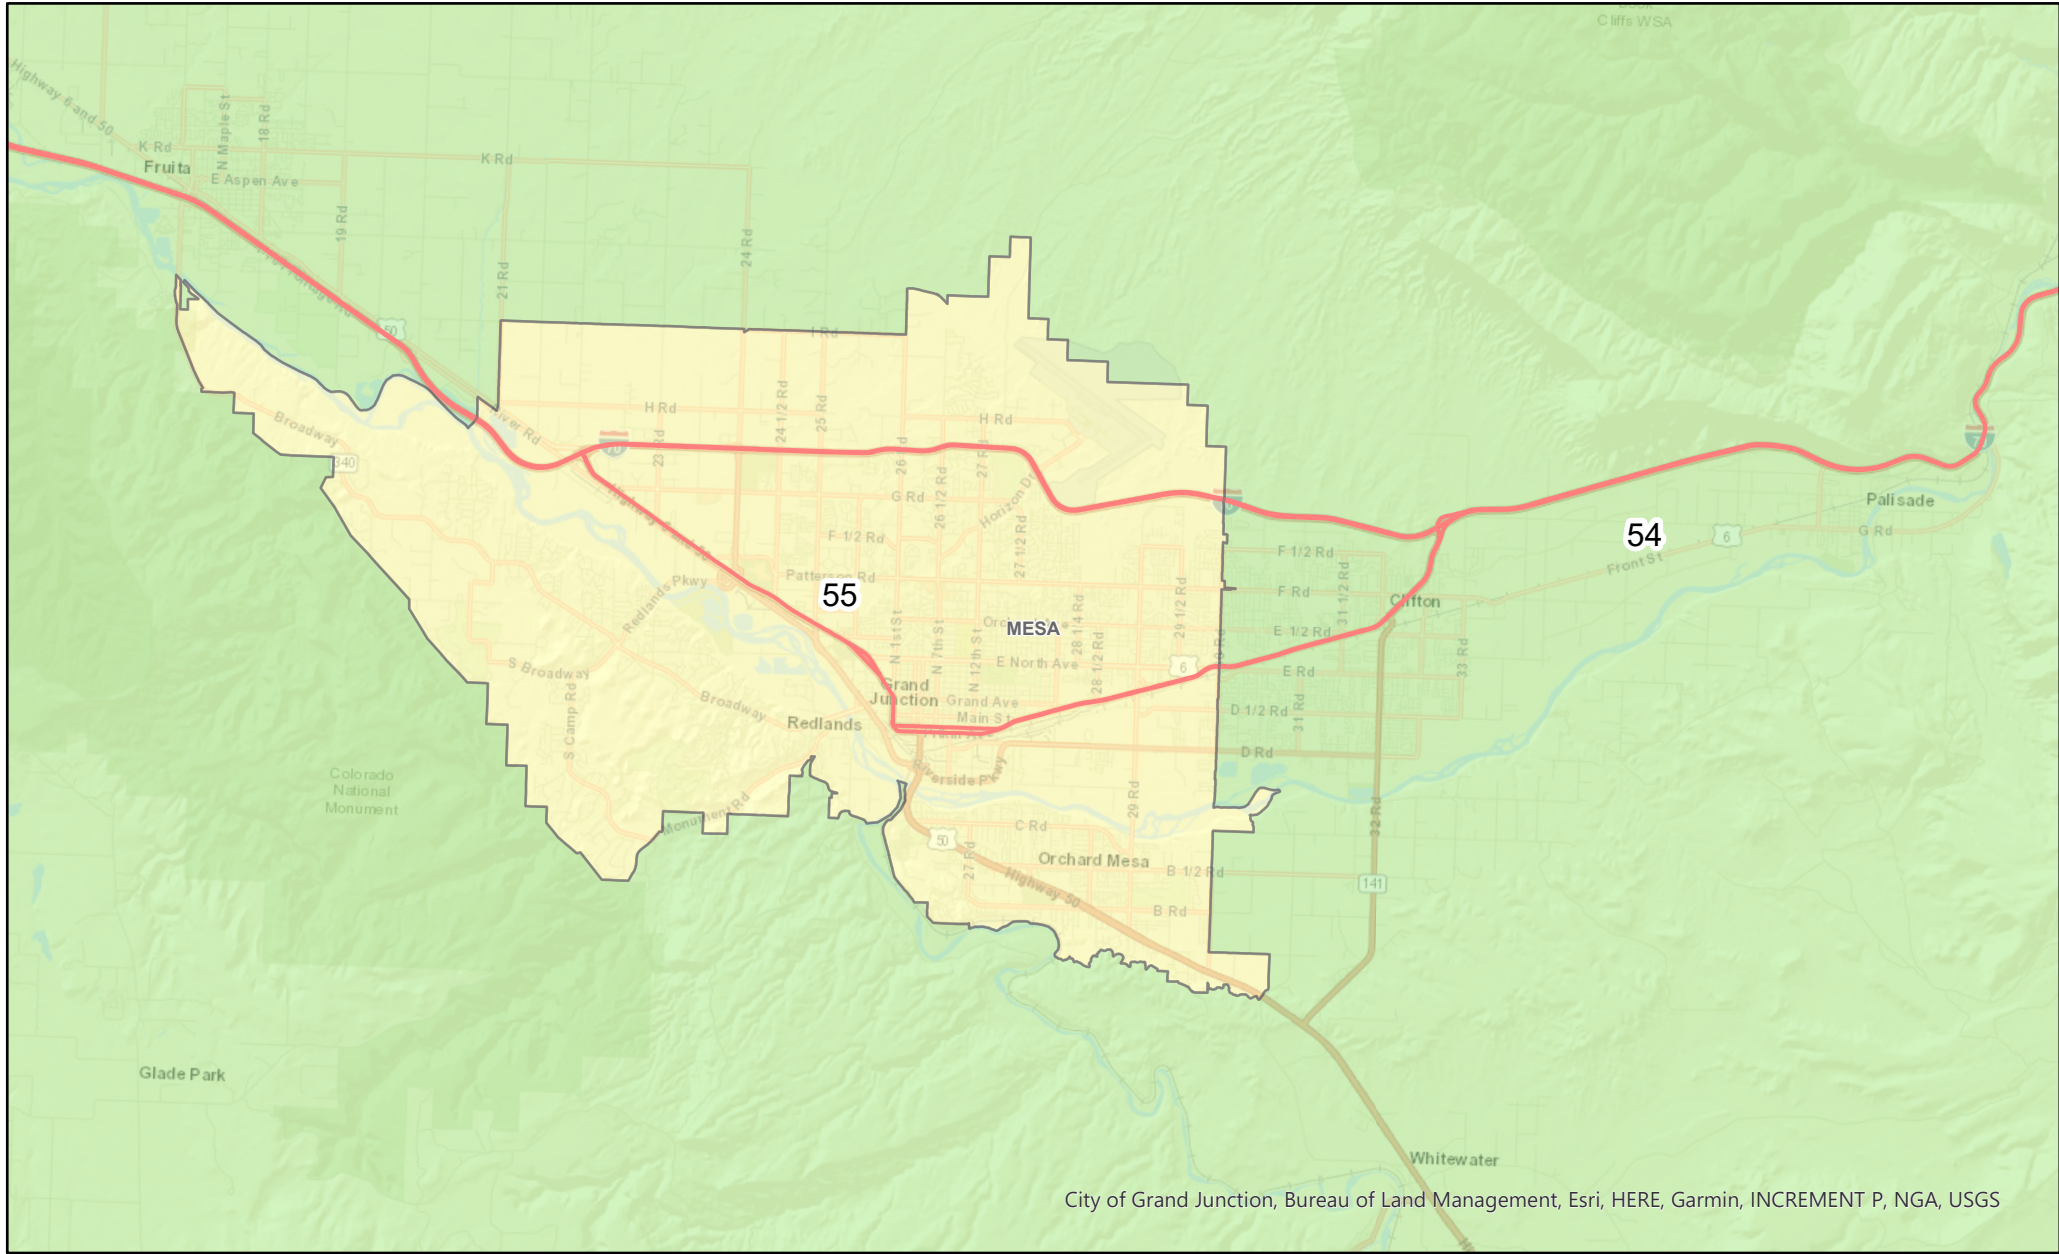 Cliffs WSA
Highway 6 and 50
N Maple St
18 Rd
K Rd
K Rd
Fruita
E Aspen Ave
19 Rd
21 Rd
24 Rd
50
I Rd
River Rd
H Rd
24 1/2 Rd
25 Rd
H Rd
Broadway
340
23 Rd
70
26 Rd
27 Rd
Palisade
Highway 6 and 50
G Rd
26 1/2 Rd
Horizon Dr
54
6
G Rd
F 1/2 Rd
27 1/2 Rd
F 1/2 Rd
Front St
Patterson Rd
Redlands
Pkwy
55
29 1/2 Rd
F Rd
31 1/2 Rd
Clifton
N 1st St
N 7th St
N 12th St
MESA
28 1/4 Rd
E 1/2 Rd
28 1/2 Rd
33 Rd
E North Ave
6
E Rd
S Broadway
Grand
Junction
Grand Ave
Main St
D 1/2 Rd
31 Rd
S Camp Rd
Broadway
Redlands
D Rd
Riverside Pkwy
Colorado
National
Monument
29 Rd
Monument Rd
32 Rd
C Rd
50
Orchard Mesa
27 Rd
B 1/2 Rd
141
Highway 50
B Rd
Glade Park
Whitewater
City of Grand Junction, Bureau of Land Management, Esri, HERE, Garmin, INCREMENT P, NGA, USGS